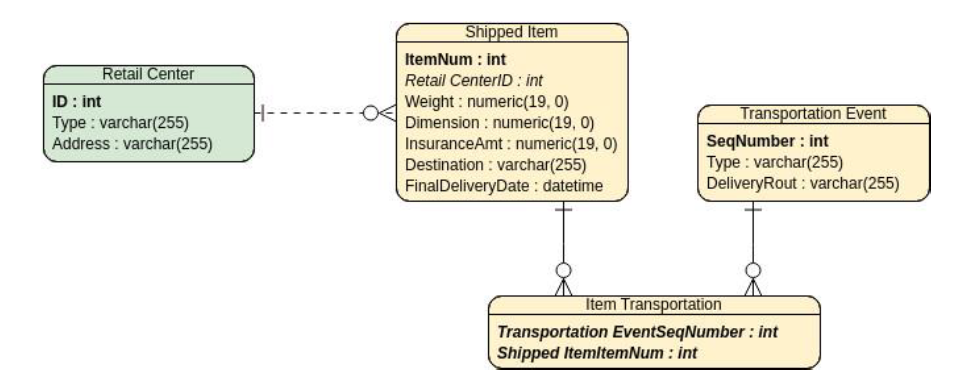 Retail Center
ID : int
Type : varchar(255)
Address : varchar(255)
Shipped Item
ItemNum : int
Retail CenterID : int
Weight : numeric(19, 0)
Dimension : numeric(19, 0)
InsuranceAmt : numeric(19, 0)
Destination : varchar(255)
FinalDeliveryDate : datetime
Transportation Event
SeqNumber : int
Type : varchar(255)
DeliveryRout : varchar(255)
Item Transportation
Transportation EventSeqNumber : int
Shipped ItemItemNum : int